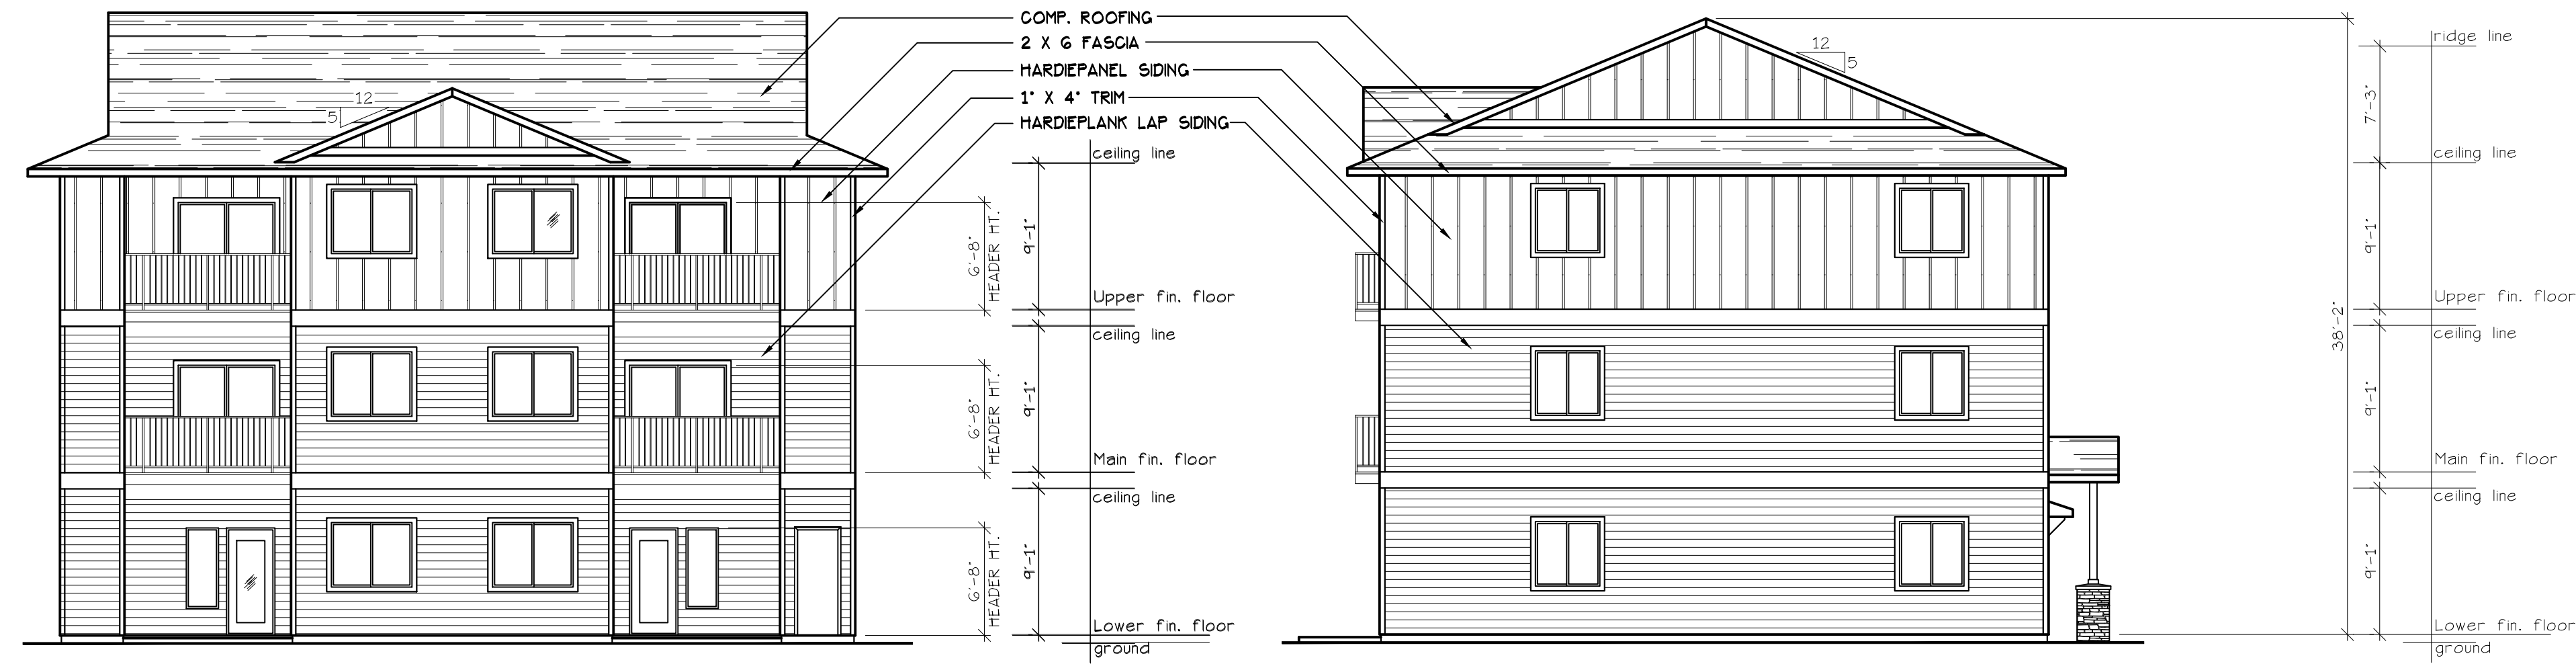 COMP. ROOFING
2 X 6 FASCIA
HARDIEPANEL SIDING
1" X 4" TRIM
HARDIEPLANK LAP SIDING
12
5
ceiling line
9'-1"
6'-8"
HEADER HT.
Upper fin. floor
ceiling line
9'-1"
6'-8"
HEADER HT.
Main fin. floor
ceiling line
9'-1"
6'-8"
HEADER HT.
Lower fin. floor
ground
12
5
38'-2"
ridge line
7'-3"
ceiling line
9'-1"
Upper fin. floor
ceiling line
9'-1"
Main fin. floor
ceiling line
9'-1"
Lower fin. floor
ground